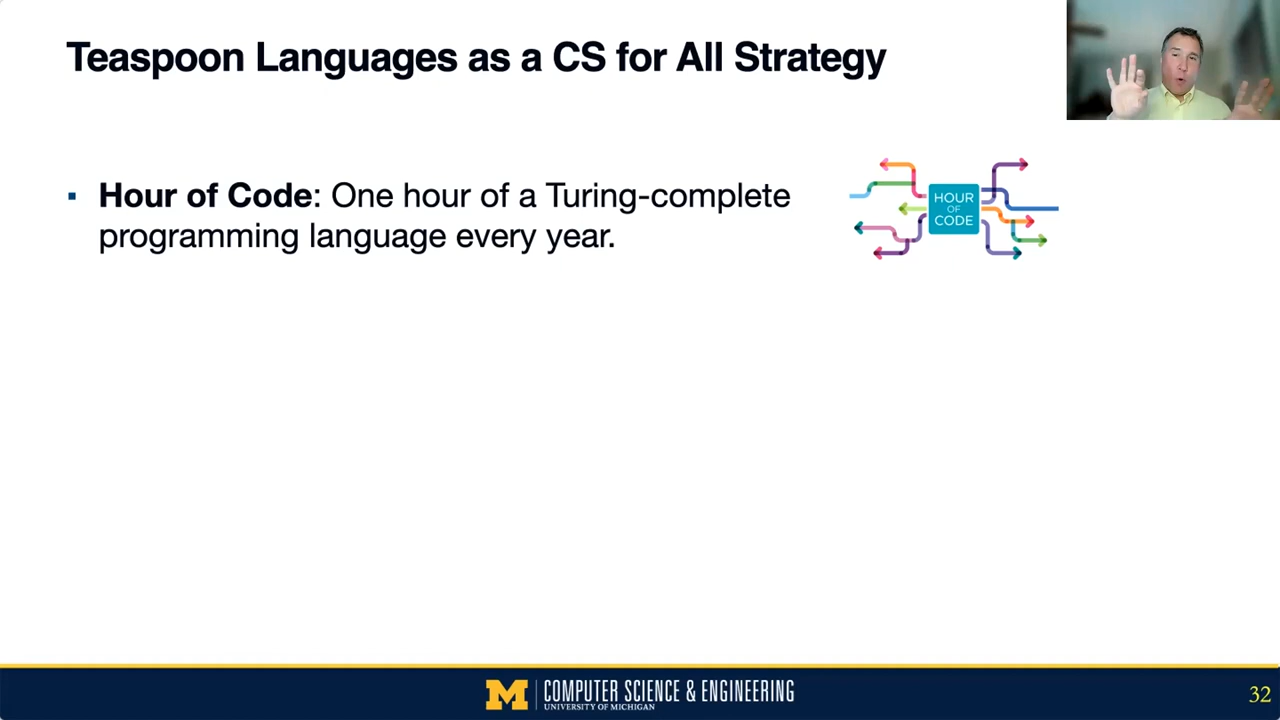 Teaspoon Languages as a CS for All Strategy
▪ Hour of Code: One hour of a Turing-complete
programming language every year.
HOUR
OF
CODE
M
COMPUTER SCIENCE & ENGINEERING
UNIVERSITY OF MICHIGAN
32